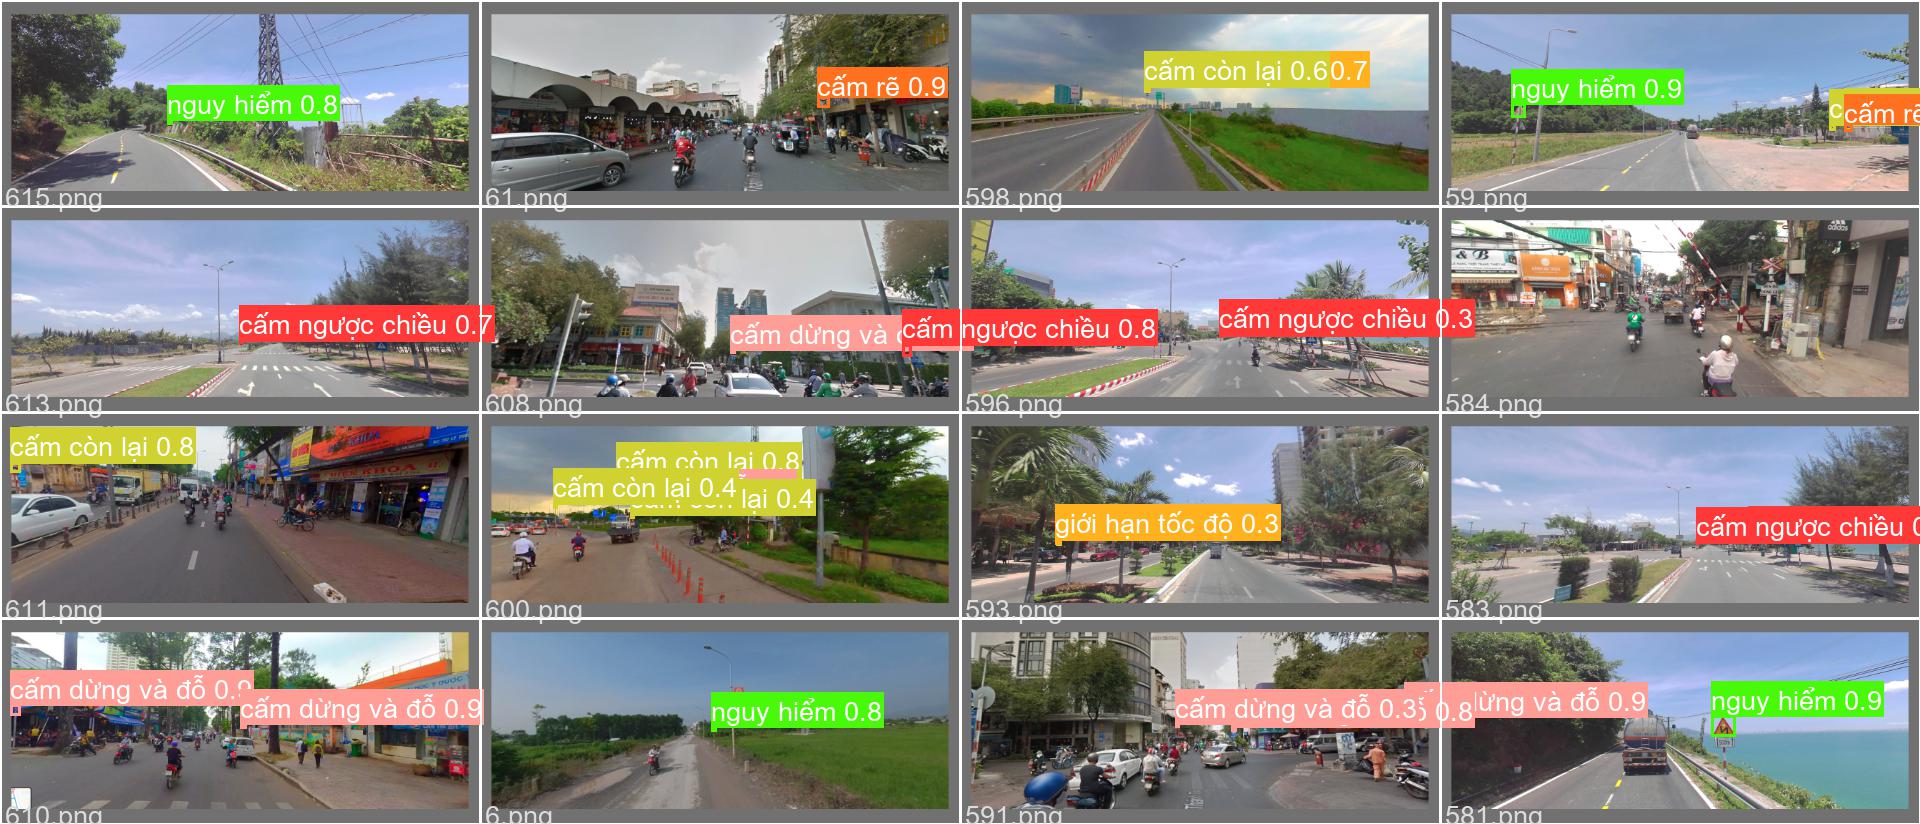 nguy hiểm 0.8
615.png
cấm rẽ 0.9
61.png
cấm còn lại 0.6
0.7
598.png
nguy hiểm 0.9
c
cấm rẽ
59.png
cấm ngược chiều 0.7
613.png
cấm dừng và
cấm ngược chiều 0.8
608.png
cấm ngược chiều 0.3
596.png
& B
adidas
584.png
cấm còn lại 0.8
ĐIỆN KHOA
611.png
cấm còn lại 0.8
cấm còn lại 0.4
lại 0.4
600.png
giới hạn tốc độ 0.3
593.png
cấm ngược chiều
583.png
cấm dừng và đỗ 0.9
cấm dừng và đỗ 0.9
610.png
nguy hiểm 0.8
6.png
cấm dừng và đỗ 0.3
0.8
591.png
dừng và đỗ 0.9
nguy hiểm 0.9
581.png